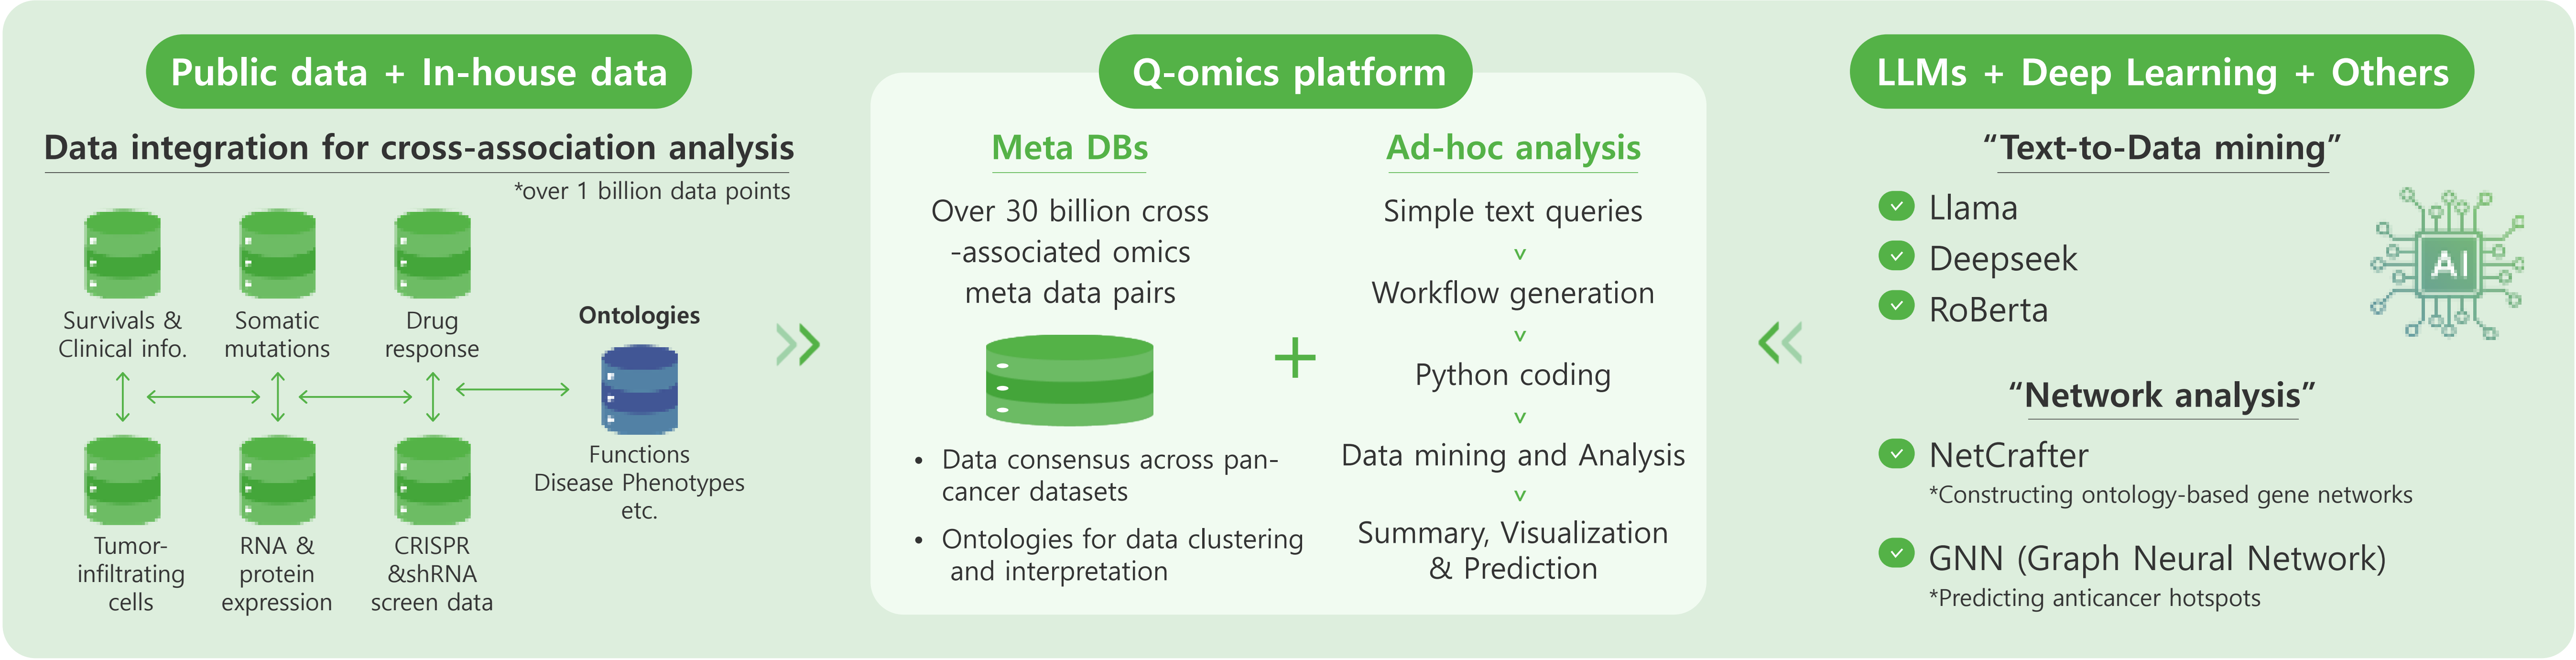 Public data + In-house data
Data integration for cross-association analysis
*over 1 billion data points
Survivals &
Clinical info.
Somatic
mutations
Drug
response
Ontologies
Functions
Disease Phenotypes
etc.
Tumor-
infiltrating
cells
RNA &
protein
expression
CRISPR
&shRNA
screen data
Q-omics platform
Meta DBs
Over 30 billion cross
-associated omics
meta data pairs
• Data consensus across pan-
cancer datasets
• Ontologies for data clustering
and interpretation
+
Ad-hoc analysis
Simple text queries
Workflow generation
Python coding
Data mining and Analysis
Summary, Visualization
& Prediction
LLMs + Deep Learning + Others
“Text-to-Data mining”
Llama
Deepseek
RoBerta
AI
“Network analysis”
NetCrafter
*Constructing ontology-based gene networks
GNN (Graph Neural Network)
*Predicting anticancer hotspots